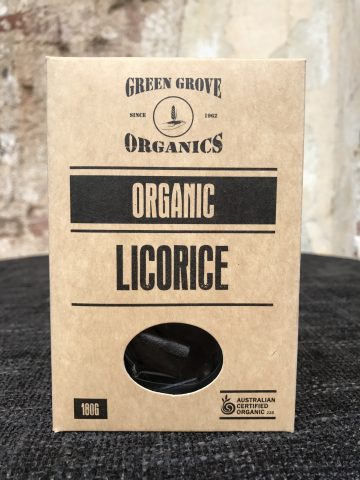 GREEN GROVE
SINCE 1962
ORGANICS
ORGANIC
LICORICE
180G
AUSTRALIAN
CERTIFIED
ORGANIC